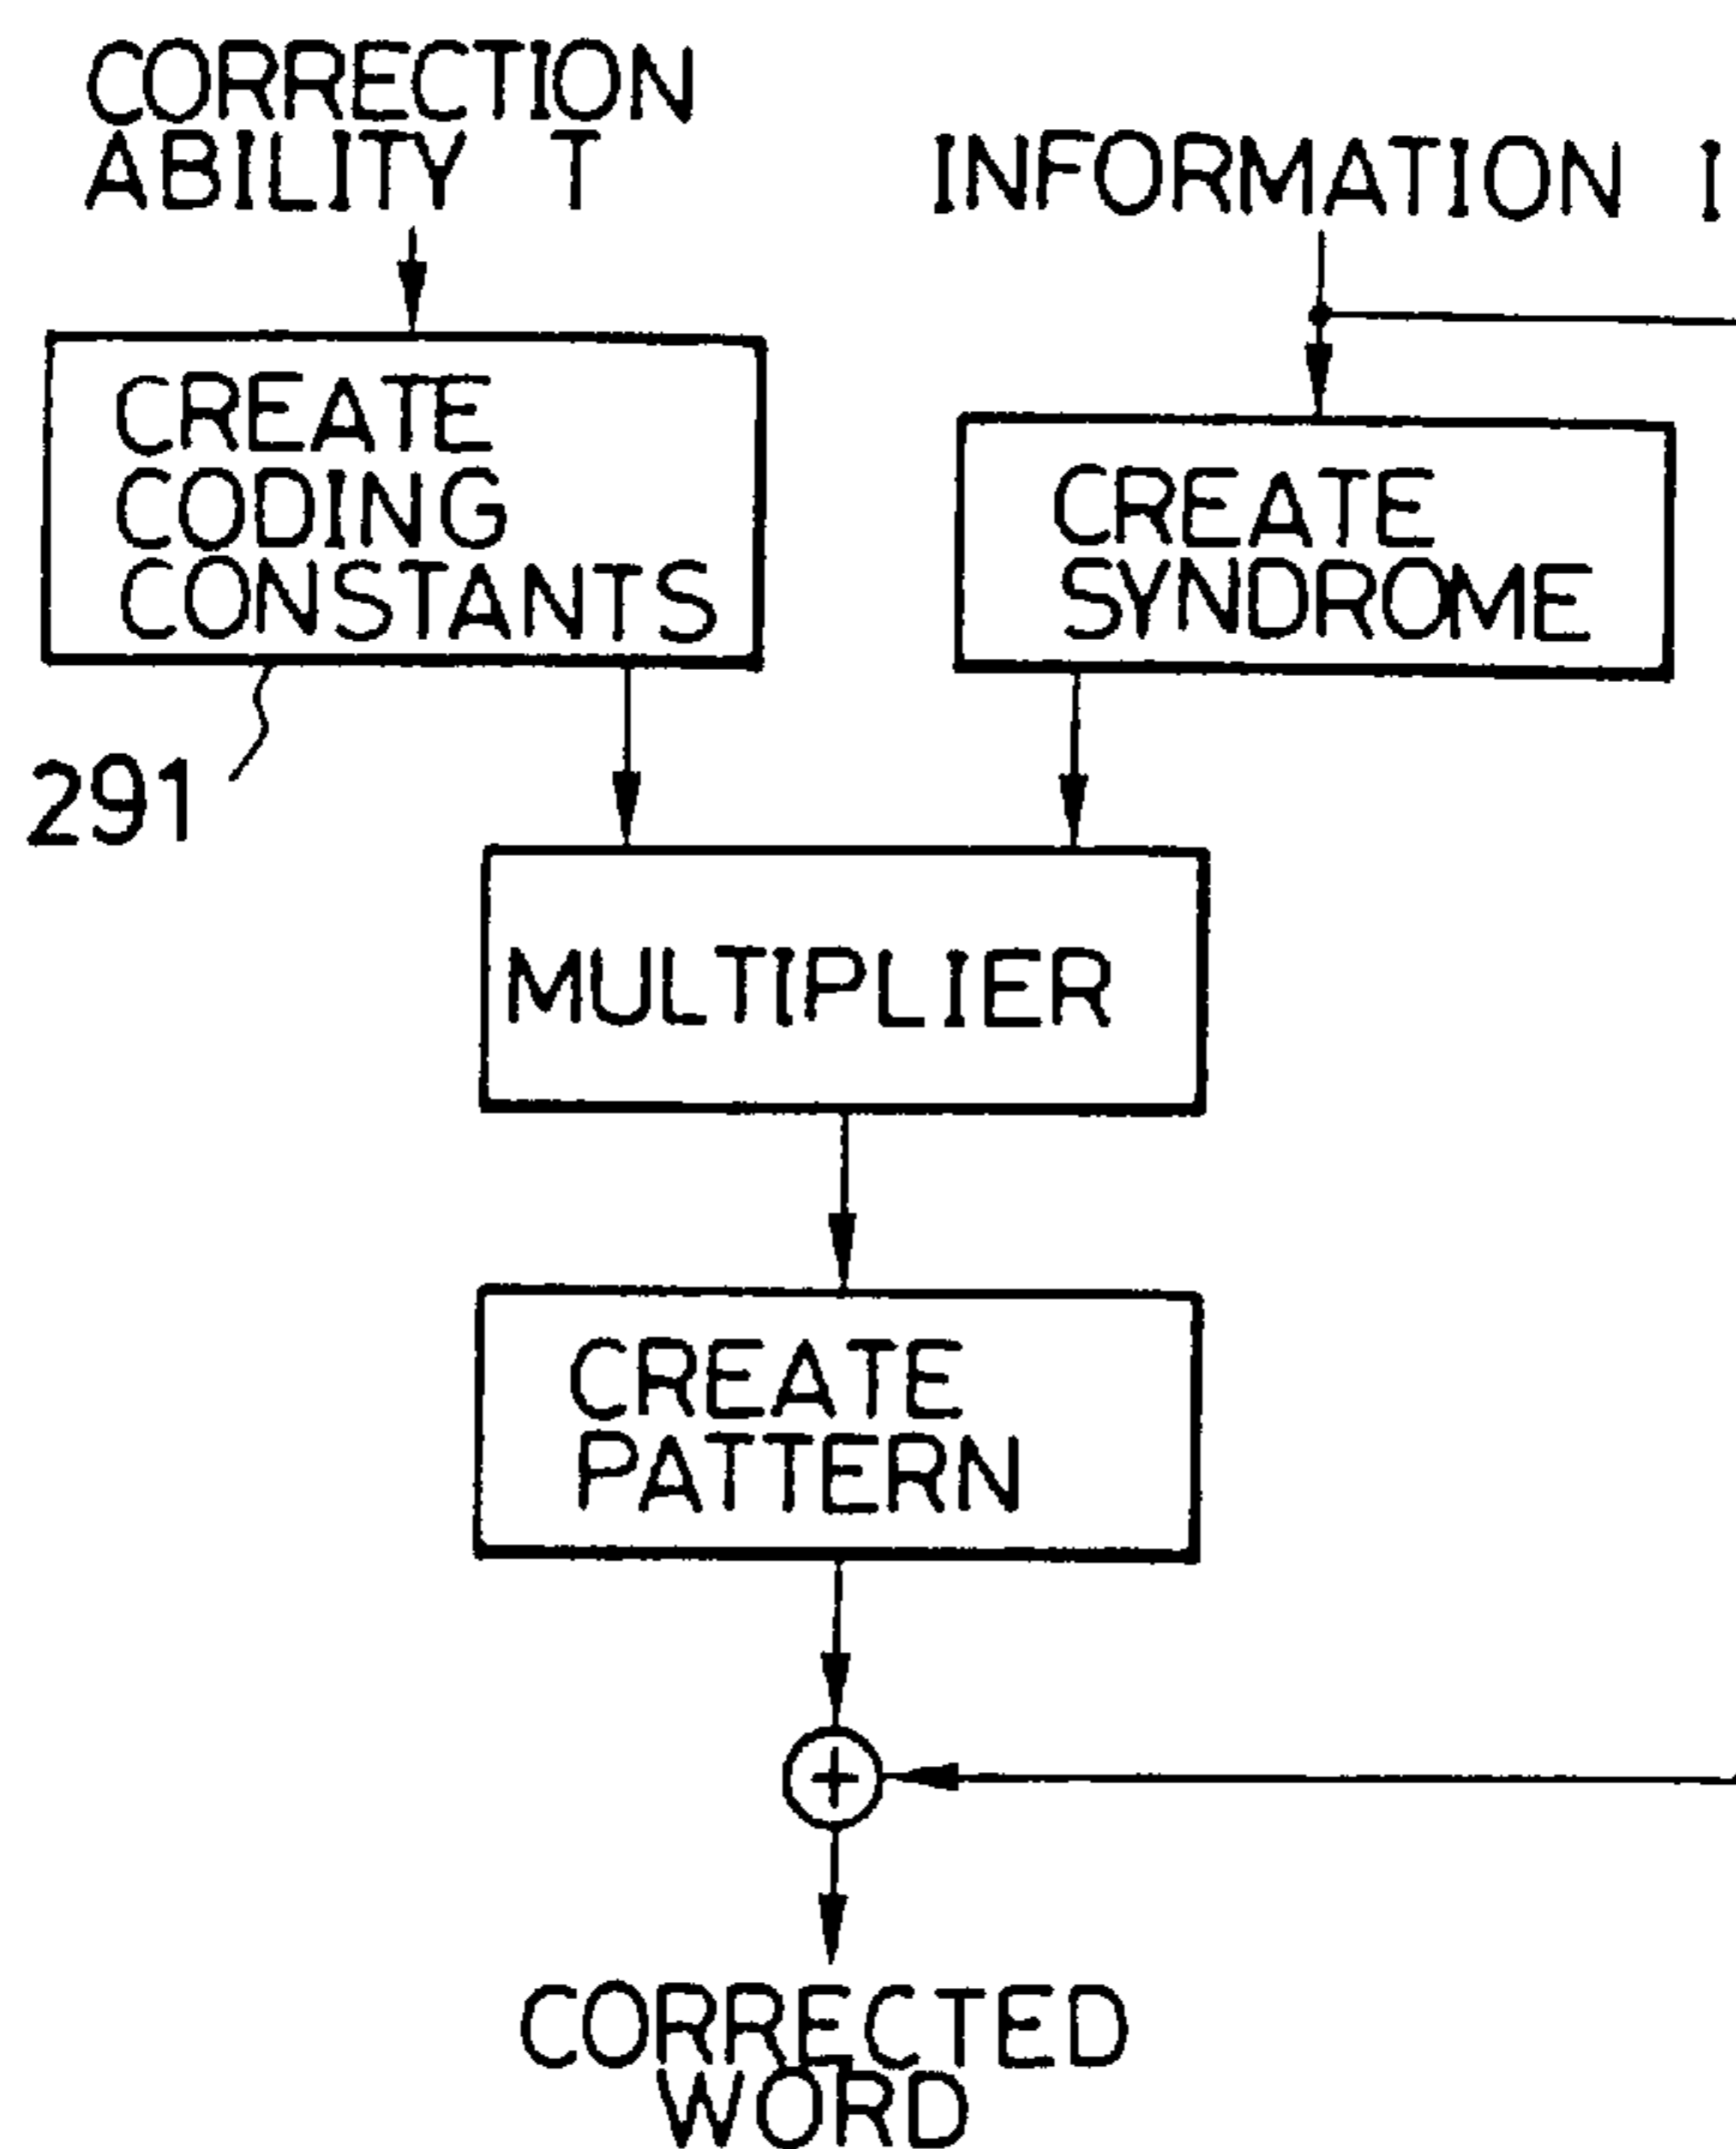 CORRECTION
ABILITY T
INFORMATION I
CREATE
CODING
CONSTANTS
CREATE
SYNDROME
291
MULTIPLIER
CREATE
PATTERN
+
CORRECTED
WORD